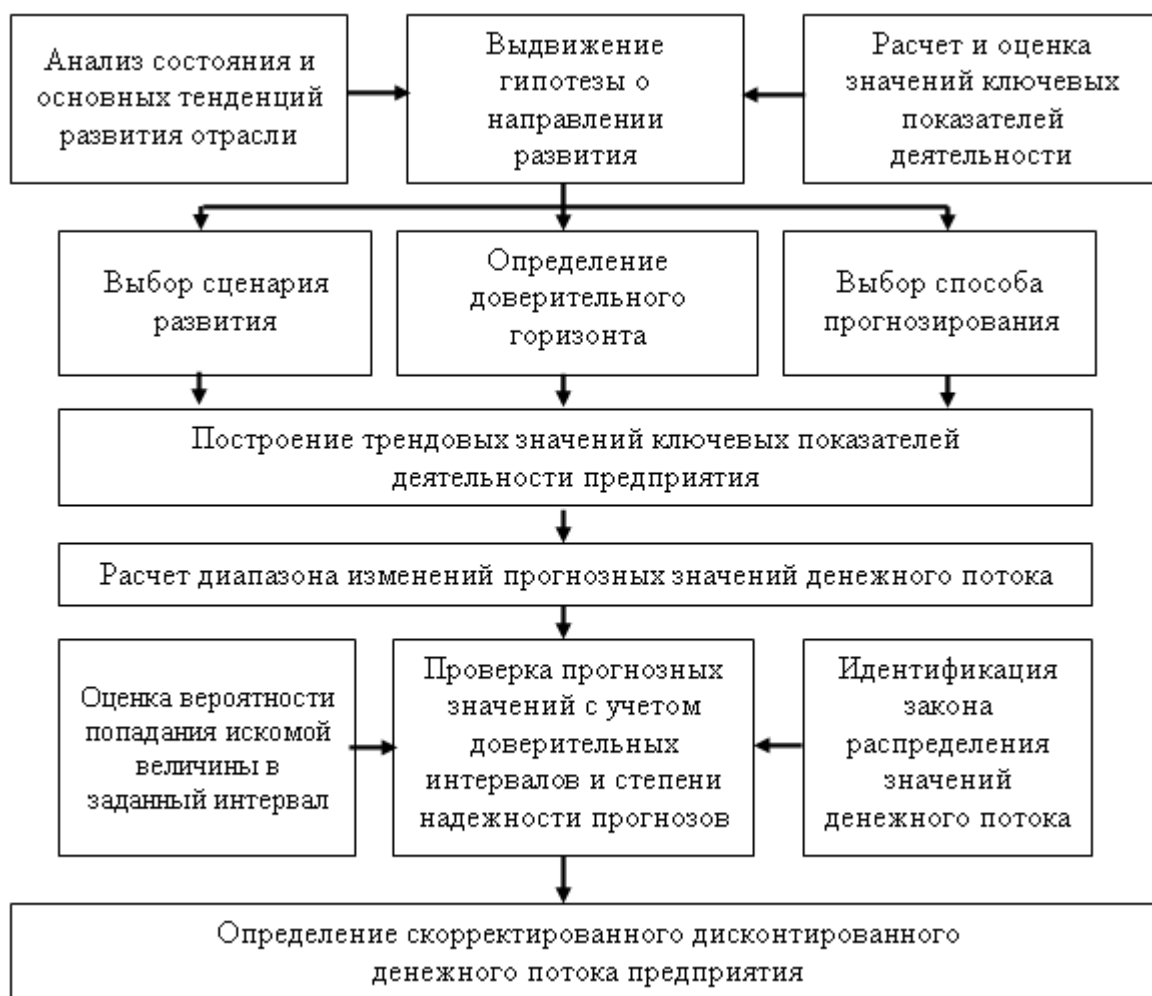 Анализ состояния и
основных тенденций
развития отрасли
Выдвижение
гипотезы о
направлении
развития
Расчет и оценка
значений ключевых
показателей
деятельности
Выбор сценария
развития
Определение
доверительного
горизонта
Выбор способа
прогнозирования
Построение трендовых значений ключевых показателей
деятельности предприятия
Расчет диапазона изменений прогнозных значений денежного потока
Оценка вероятности
попадания искомой
величины в
заданный интервал
Проверка прогнозных
значений с учетом
доверительных
интервалов и степени
надежности прогнозов
Идентификация
закона
распределения
значений
денежного потока
Определение скорректированного дисконтированного
денежного потока предприятия